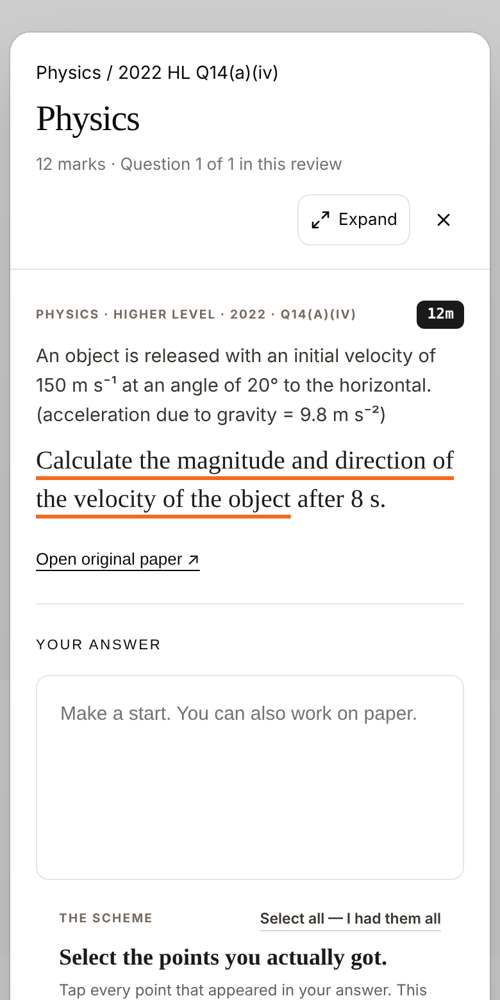 Physics / 2022 HL Q14(a)(iv)
Physics
12 marks · Question 1 of 1 in this review
Expand
PHYSICS · HIGHER LEVEL · 2022 · Q14(A)(IV)
12m
An object is released with an initial velocity of
150 m s⁻¹ at an angle of 20° to the horizontal.
(acceleration due to gravity = 9.8 m s⁻²)
Calculate the magnitude and direction of
the velocity of the object after 8 s.
Open original paper ↗
YOUR ANSWER
Make a start. You can also work on paper.
THE SCHEME
Select all — I had them all
Select the points you actually got.
Tap every point that appeared in your answer. This